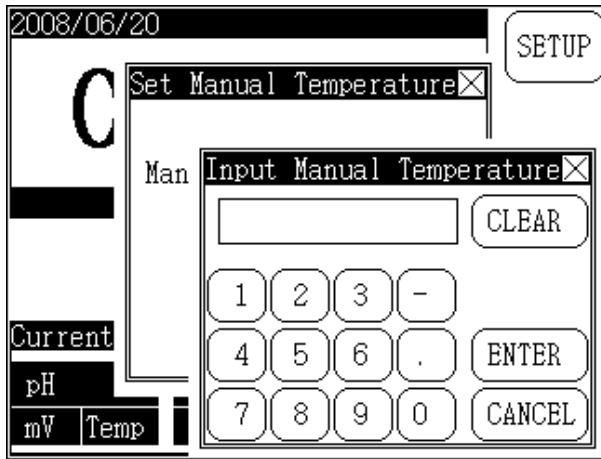 2008/06/20
SETUP
C
Set Manual Temperature
Man
Input Manual Temperature
CLEAR
1 2 3 -
4 5 6 . ENTER
7 8 9 0 CANCEL
Current
pH
mV Temp